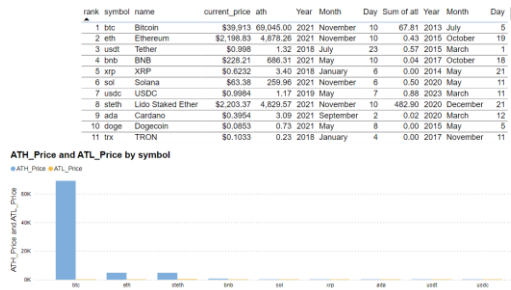 rank symbol name current_price ath Year Month Day Sum of atl Year Month Day
1 btc Bitcoin $39,913 69,045.00 2021 November 10 67.81 2013 July 5
2 eth Ethereum $2,198.83 4,878.26 2021 November 10 0.43 2015 October 19
3 usdt Tether $0.998 1.32 2018 July 23 0.57 2015 March 1
4 bnb BNB $228.21 686.31 2021 May 10 0.04 2017 October 18
5 xrp XRP $0.6232 3.40 2018 January 6 0.00 2014 May 21
6 sol Solana $63.38 259.96 2021 November 6 0.50 2020 May 11
7 usdc USDC $0.9984 1.17 2019 May 7 0.88 2023 March 11
8 steth Lido Staked Ether $2,203.37 4,829.57 2021 November 10 482.90 2020 December 21
9 ada Cardano $0.3954 3.09 2021 September 2 0.02 2020 March 12
10 doge Dogecoin $0.0853 0.73 2021 May 8 0.00 2015 May 5
11 trx TRON $0.1033 0.23 2018 January 4 0.00 2017 November 11
ATH_Price and ATL_Price by symbol
ATH_Price ATL_Price
ATH_Price and ATL_Price
60K
40K
20K
0K
btc eth steth bnb sol xrp ada usdt usdc